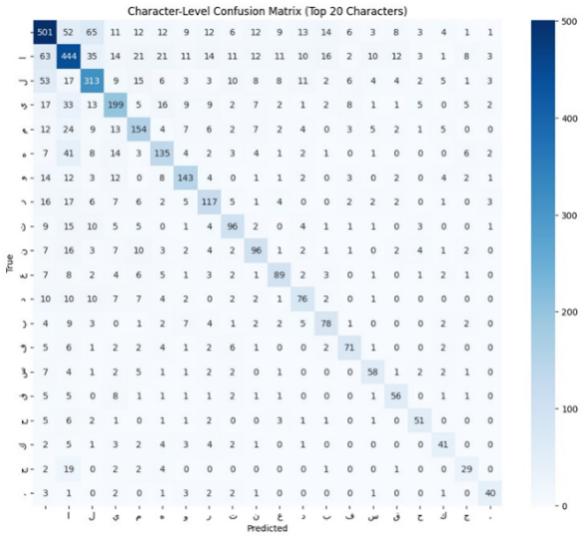 Character-Level Confusion Matrix (Top 20 Characters)
501 52 65 11 12 12 9 12 6 12 9 13 14 6 3 8 3 4 1 1
ا 63 444 35 14 21 21 11 14 11 12 11 10 16 2 10 12 3 1 8 3
ل 53 17 313 9 15 6 3 3 10 8 8 11 2 6 4 4 2 5 1 3
ي 17 33 13 199 5 16 9 9 2 7 2 1 2 8 1 1 5 0 5 2
م 12 24 9 13 154 4 7 6 2 7 2 4 0 3 5 2 1 5 0 0
ه 7 41 8 14 3 135 4 2 3 4 1 2 1 0 1 0 0 0 6 2
و 14 12 3 12 0 8 143 4 0 1 1 2 0 3 0 2 0 4 2 1
ر 16 17 6 7 6 2 5 117 5 1 4 0 0 2 2 2 0 1 0 3
ت 9 15 10 5 5 0 1 4 96 2 0 4 1 1 1 0 3 0 0 1
ن 7 16 3 7 10 3 2 4 2 96 1 2 1 1 0 2 4 1 2 0
ع 7 8 2 4 6 5 1 3 2 1 89 2 3 0 1 0 1 2 1 0
د 10 10 10 7 7 4 2 0 2 1 2 76 2 0 1 0 0 0 0 0
ب 4 9 3 0 1 2 7 4 1 2 2 5 78 1 0 0 0 2 2 0
ف 5 6 1 2 2 4 1 2 6 1 0 0 2 71 1 0 0 2 0 0
س 7 4 1 2 5 1 1 2 2 0 1 0 0 0 58 1 2 2 1 0
ق 5 5 0 8 1 1 1 1 2 1 1 0 0 0 1 56 1 0 2 0
ح 5 6 2 1 0 1 1 2 0 0 3 1 1 0 0 0 51 0 0 0
ك 2 5 1 3 2 4 3 4 2 1 0 1 0 0 0 0 0 41 0 0
ج 2 19 0 2 2 4 0 0 0 0 0 0 1 0 0 1 0 0 29 0
. 3 1 0 2 0 1 3 2 2 1 0 0 0 0 1 0 0 1 0 40
ا ل ي م ه و ر ت ن ع د ب ف س ق ح ك ج .
Predicted
True
500
400
300
200
100
0